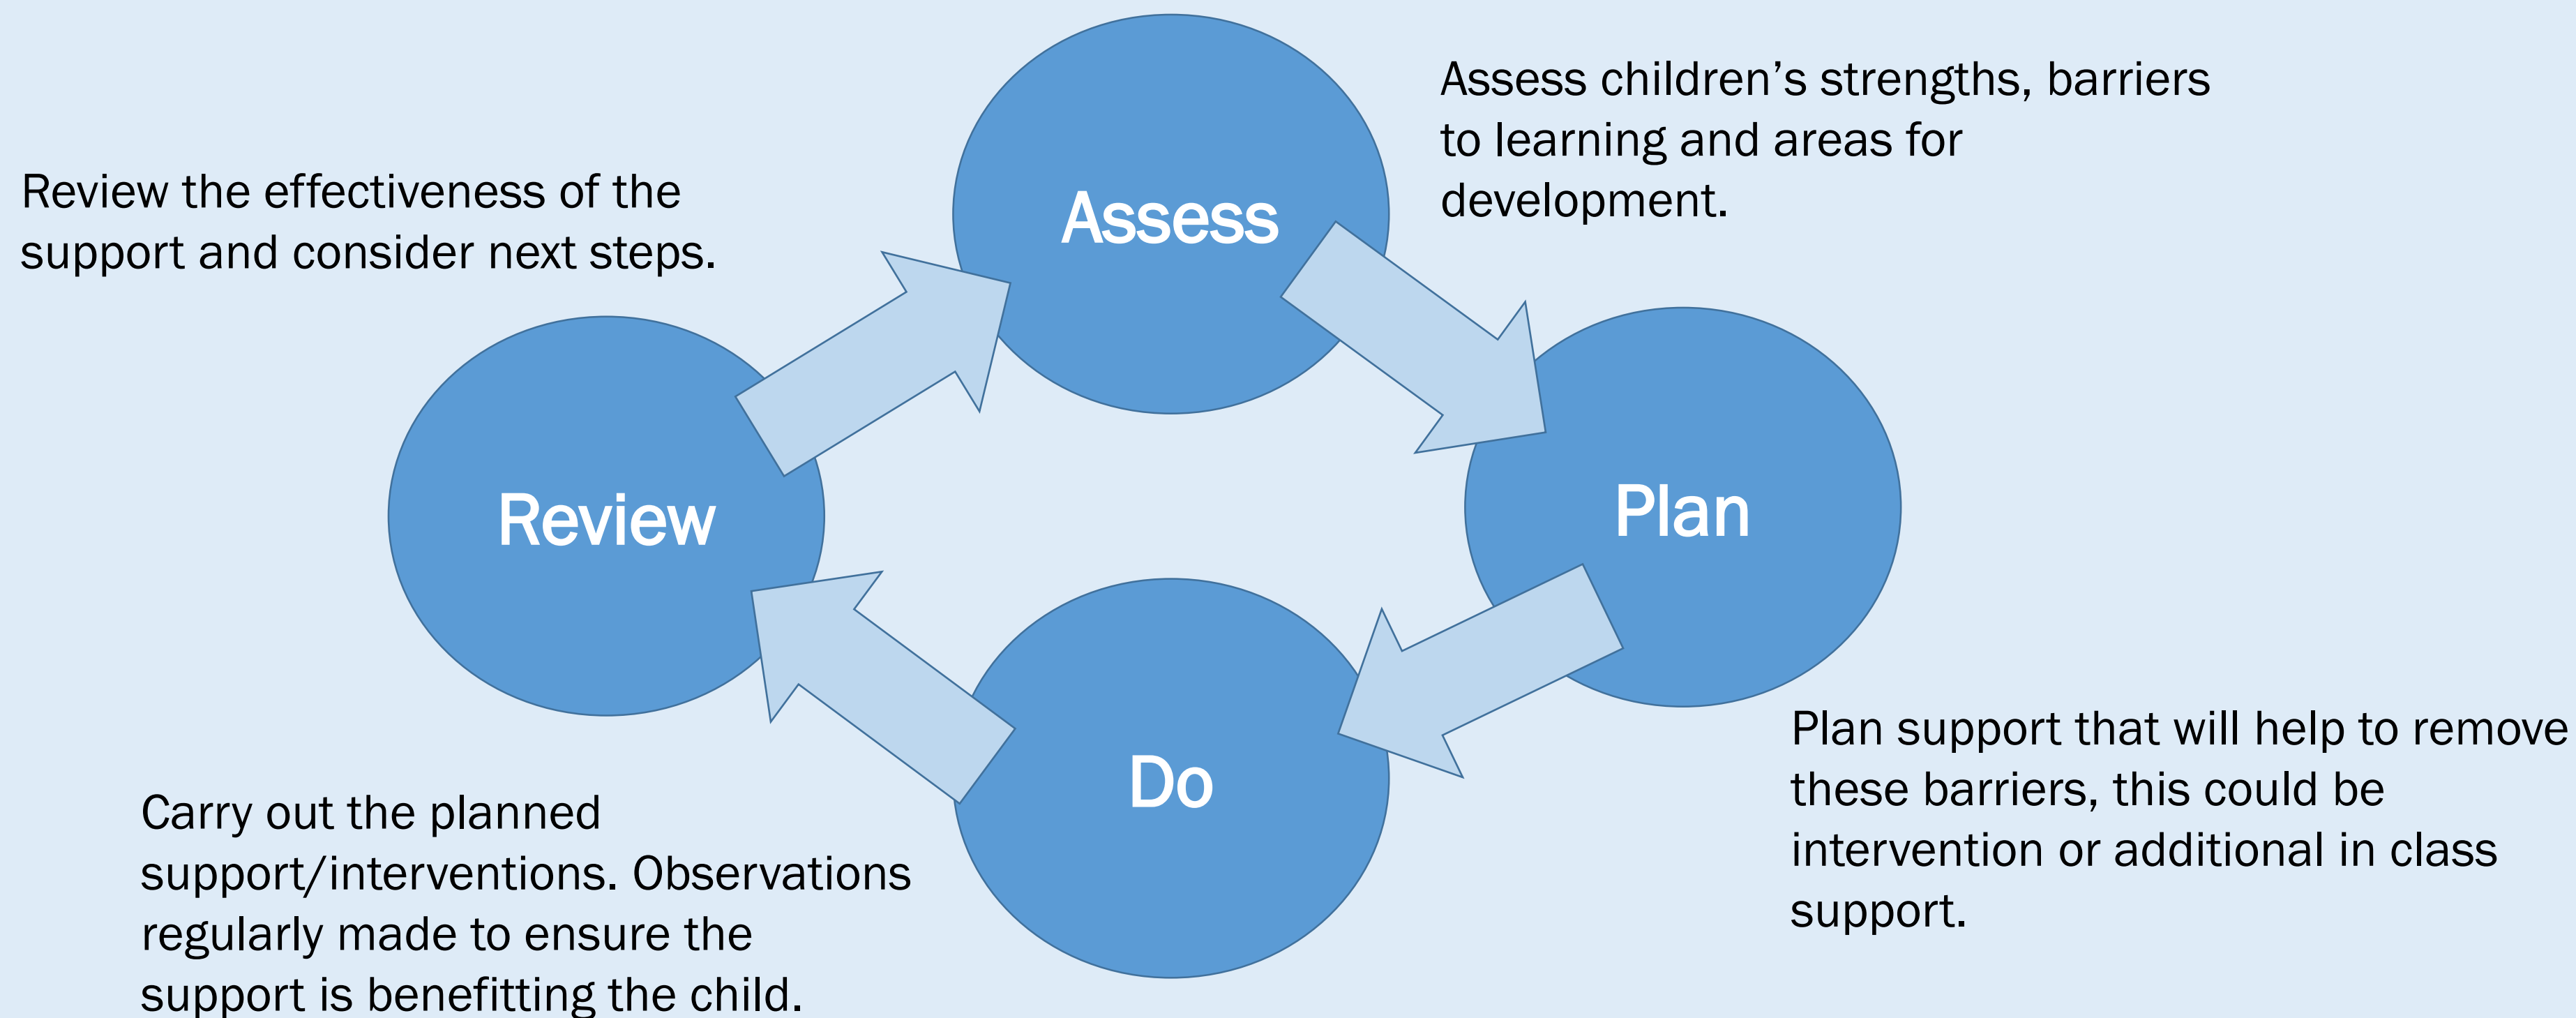 Assess
Assess children’s strengths, barriers
to learning and areas for
development.
Plan
Plan support that will help to remove
these barriers, this could be
intervention or additional in class
support.
Do
Carry out the planned
support/interventions. Observations
regularly made to ensure the
support is benefitting the child.
Review
Review the effectiveness of the
support and consider next steps.